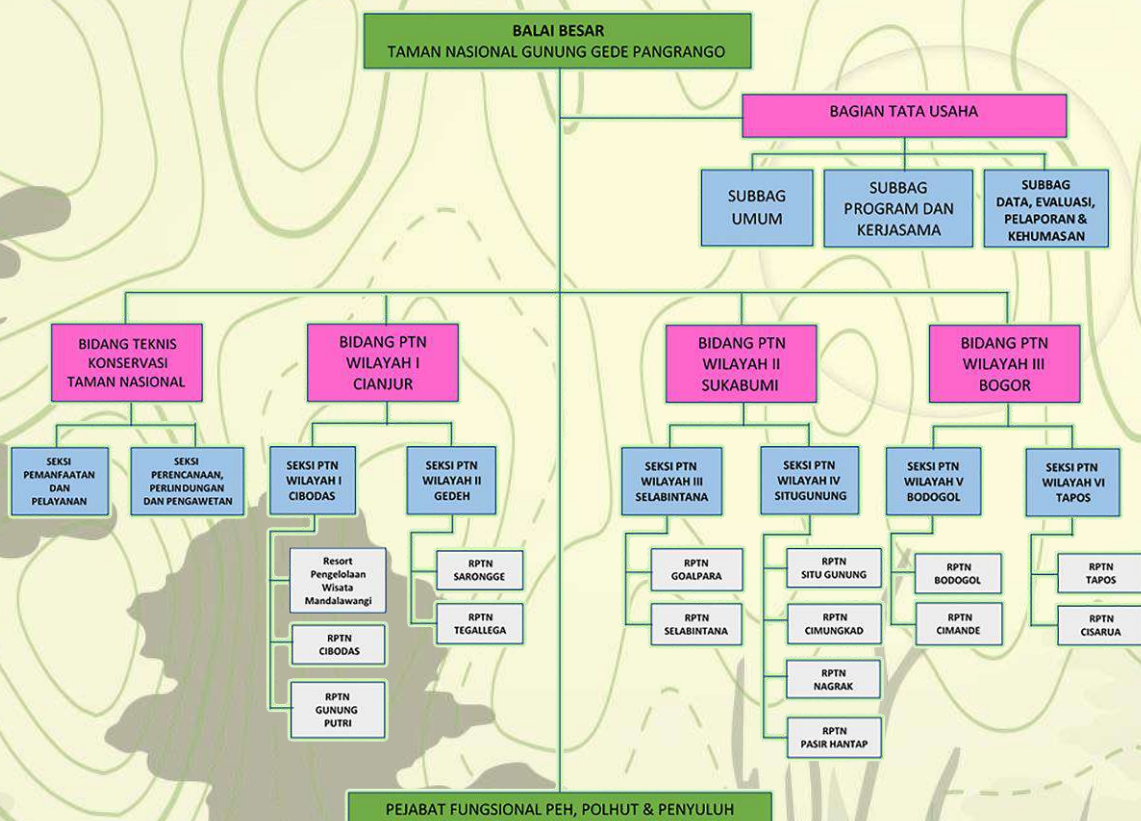 BALAI BESAR
TAMAN NASIONAL GUNUNG GEDE PANGRANGO
BAGIAN TATA USAHA
SUBBAG
UMUM
SUBBAG
PROGRAM DAN
KERJASAMA
SUBBAG
DATA, EVALUASI,
PELAPORAN &
KEHUMASAN
BIDANG TEKNIS
KONSERVASI
TAMAN NASIONAL
BIDANG PTN
WILAYAH I
CIANJUR
BIDANG PTN
WILAYAH II
SUKABUMI
BIDANG PTN
WILAYAH III
BOGOR
SEKSI
PEMANFAATAN
DAN
PELAYANAN
SEKSI
PERENCANAAN,
PERLINDUNGAN
DAN PENGAWETAN
SEKSI PTN
WILAYAH I
CIBODAS
SEKSI PTN
WILAYAH II
GEDEH
SEKSI PTN
WILAYAH III
SELABINTANA
SEKSI PTN
WILAYAH IV
SITUGUNUNG
SEKSI PTN
WILAYAH V
BODOGOL
SEKSI PTN
WILAYAH VI
TAPOS
Resort
Pengelolaan
Wisata
Mandalawangi
RPTN
CIBODAS
RPTN
GUNUNG
PUTRI
RPTN
SARONGGE
RPTN
TEGALLEGA
RPTN
GOALPARA
RPTN
SELABINTANA
RPTN
SITU GUNUNG
RPTN
CIMUNGKAD
RPTN
NAGRAK
RPTN
PASIR HANTAP
RPTN
BODOGOL
RPTN
CIMANDE
RPTN
TAPOS
RPTN
CISARUA
PEJABAT FUNGSIONAL PEH, POLHUT & PENYULUH